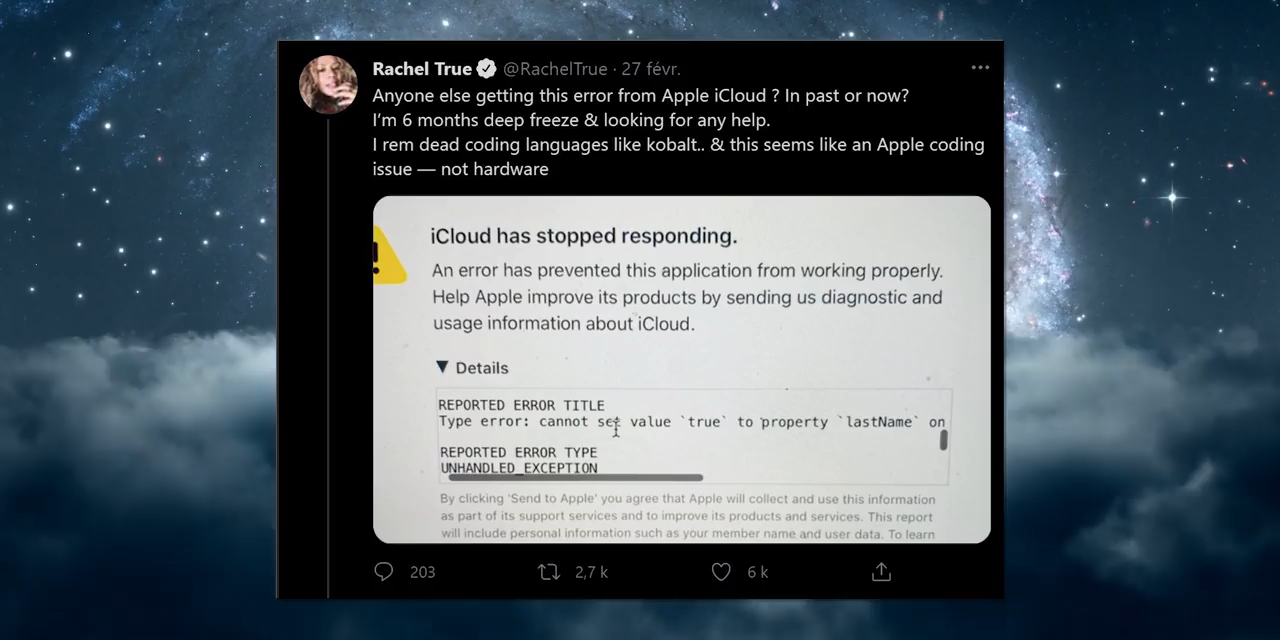 Rachel True @RachelTrue · 27 févr.
Anyone else getting this error from Apple iCloud ? In past or now?
I'm 6 months deep freeze & looking for any help.
I rem dead coding languages like kobalt.. & this seems like an Apple coding
issue — not hardware
iCloud has stopped responding.
An error has prevented this application from working properly.
Help Apple improve its products by sending us diagnostic and
usage information about iCloud.
▼ Details
REPORTED ERROR TITLE
Type error: cannot set value `true` to property `lastName` on
REPORTED ERROR TYPE
UNHANDLED_EXCEPTION
By clicking 'Send to Apple' you agree that Apple will collect and use this information
as part of its support services and to improve its products and services. This report
will include personal information such as your member name and user data. To learn
203 2,7 k 6 k